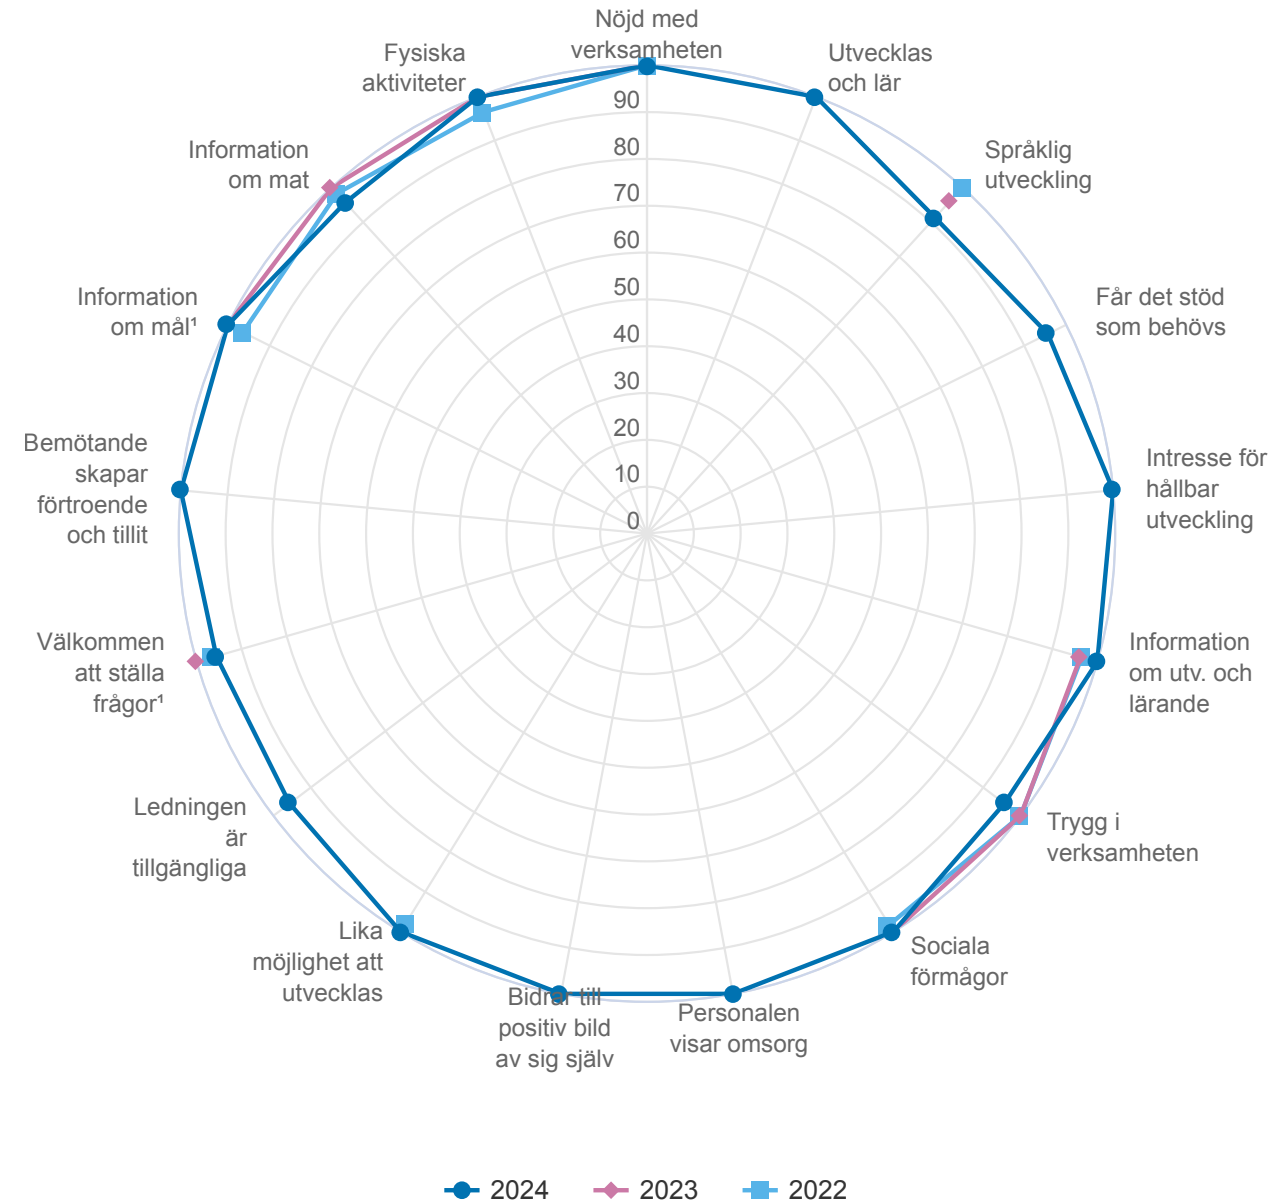 Nöjd med
verksamheten
Utvecklas
och lär
Språklig
utveckling
Får det stöd
som behövs
Intresse för
hållbar
utveckling
Information
om utv. och
lärande
Trygg i
verksamheten
Sociala
förmågor
Personalen
visar omsorg
Bidrar till
positiv bild
av sig själv
Lika
möjlighet att
utvecklas
Ledningen
är
tillgängliga
Välkommen
att ställa
frågor¹
Bemötande
skapar
förtroende
och tillit
Information
om mål¹
Information
om mat
Fysiska
aktiviteter
90
80
70
60
50
40
30
20
10
0
2024
2023
2022